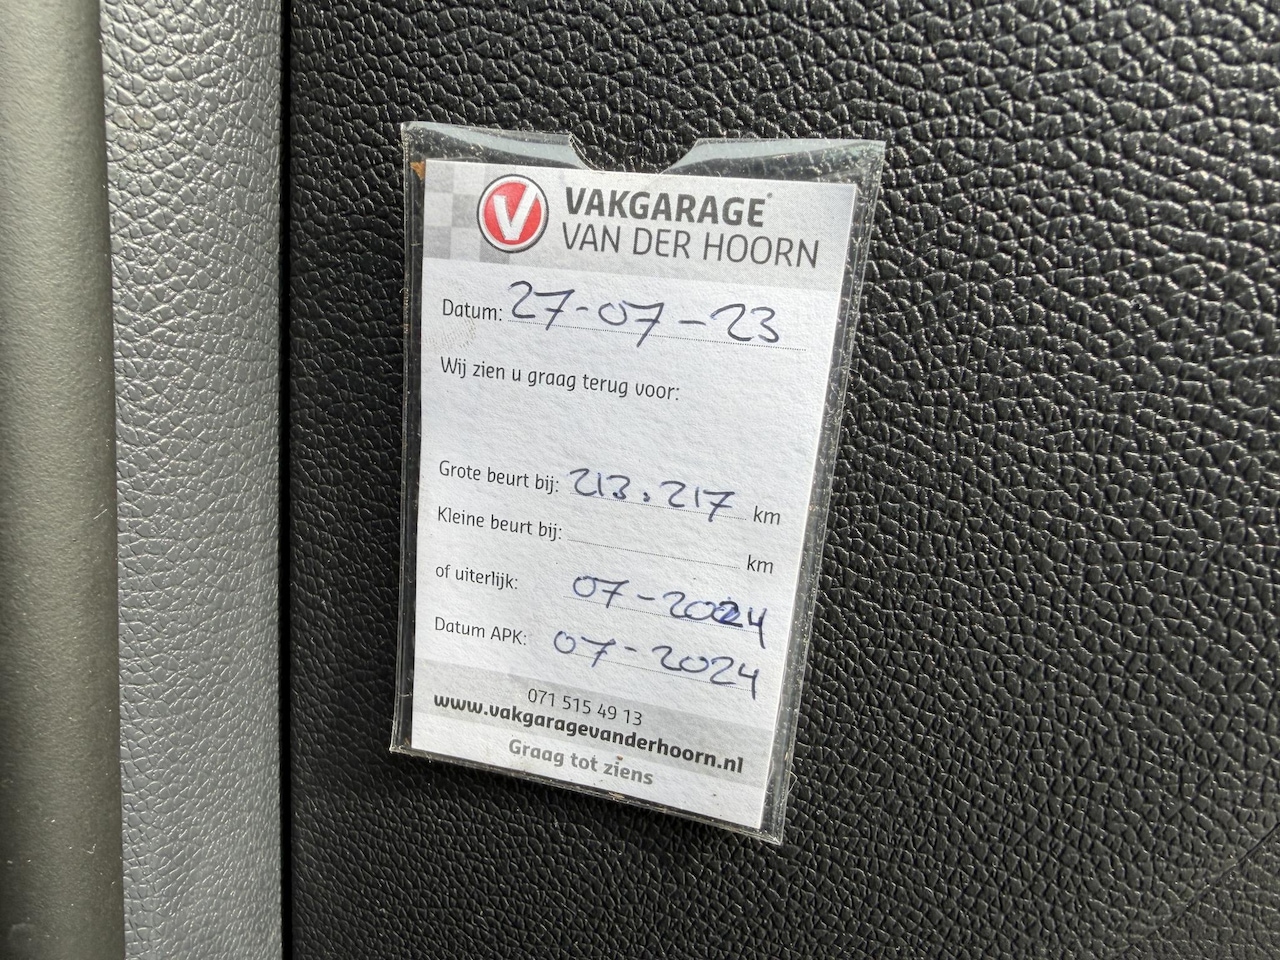 V VAKGARAGE®
VAN DER HOORN
Datum: 27-07-23
Wij zien u graag terug voor:
Grote beurt bij: 213.217 km
Kleine beurt bij: km
of uiterlijk: 07-2024
Datum APK: 07-2024
071 515 49 13
www.vakgaragevanderhoorn.nl
Graag tot ziens